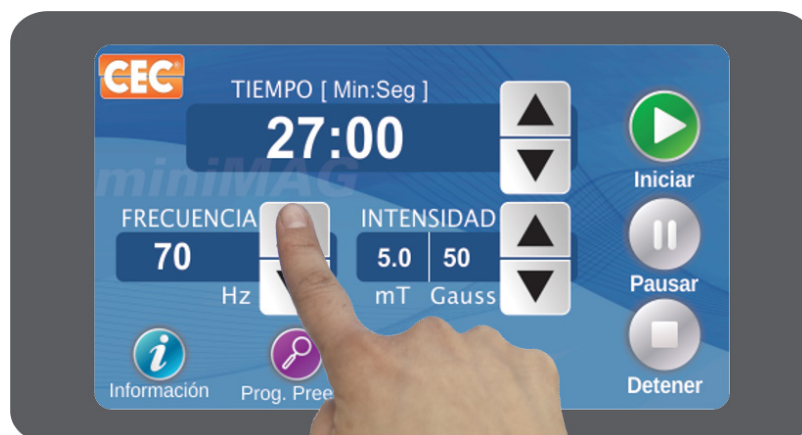 CEC
TIEMPO [ Min:Seg ]
27:00
miniMAG
Iniciar
FRECUENCIA
70
Hz
INTENSIDAD
5.0 50
mT Gauss
Pausar
Información
Prog.
Detener